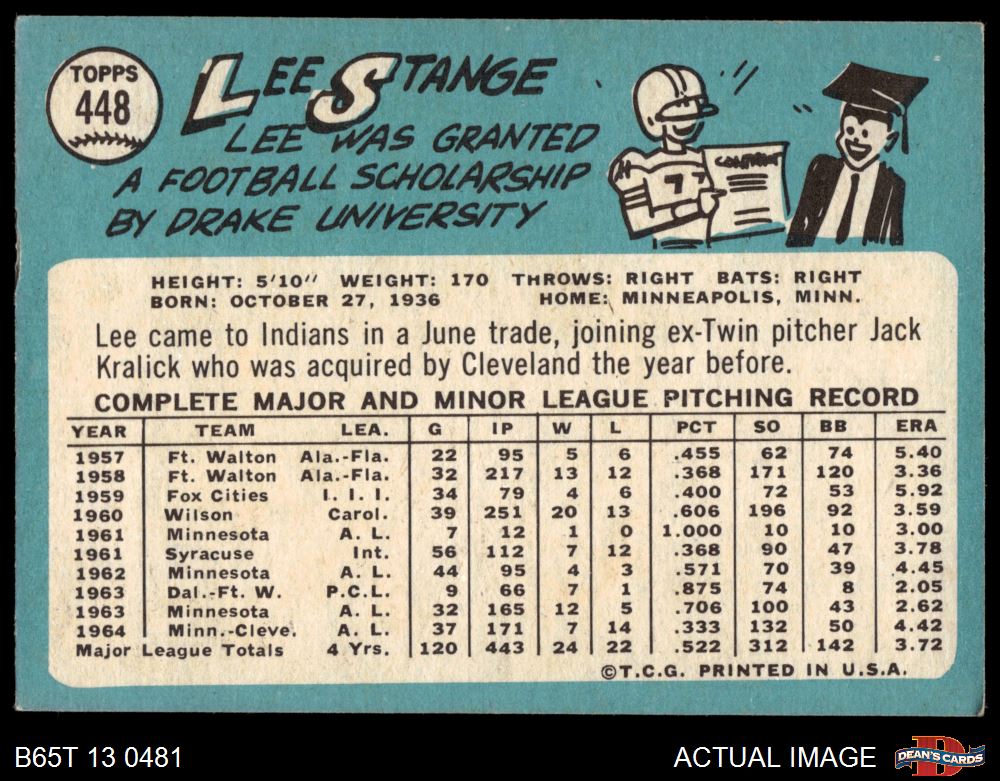 TOPPS
448
LEE STANGE
LEE WAS GRANTED
A FOOTBALL SCHOLARSHIP
BY DRAKE UNIVERSITY
CONTRACT
77
HEIGHT: 5'10" WEIGHT: 170 THROWS: RIGHT BATS: RIGHT
BORN: OCTOBER 27, 1936 HOME: MINNEAPOLIS, MINN.
Lee came to Indians in a June trade, joining ex-Twin pitcher Jack
Kralick who was acquired by Cleveland the year before.
COMPLETE MAJOR AND MINOR LEAGUE PITCHING RECORD
YEAR TEAM LEA. G IP W L PCT SO BB ERA
1957 Ft. Walton Ala.-Fla. 22 95 5 6 .455 62 74 5.40
1958 Ft. Walton Ala.-Fla. 32 217 13 12 .368 171 120 3.36
1959 Fox Cities I. I. I. 34 79 4 6 .400 72 53 5.92
1960 Wilson Carol. 39 251 20 13 .606 196 92 3.59
1961 Minnesota A. L. 7 12 1 0 1.000 10 10 3.00
1961 Syracuse Int. 56 112 7 12 .368 90 47 3.78
1962 Minnesota A. L. 44 95 4 3 .571 70 39 4.45
1963 Dal.-Ft. W. P.C.L. 9 66 7 1 .875 74 8 2.05
1963 Minnesota A. L. 32 165 12 5 .706 100 43 2.62
1964 Minn.-Cleve. A. L. 37 171 7 14 .333 132 50 4.42
Major League Totals 4 Yrs. 120 443 24 22 .522 312 142 3.72
©T.C.G. PRINTED IN U.S.A.
B65T 13 0481
ACTUAL IMAGE
DEAN'S CARDS